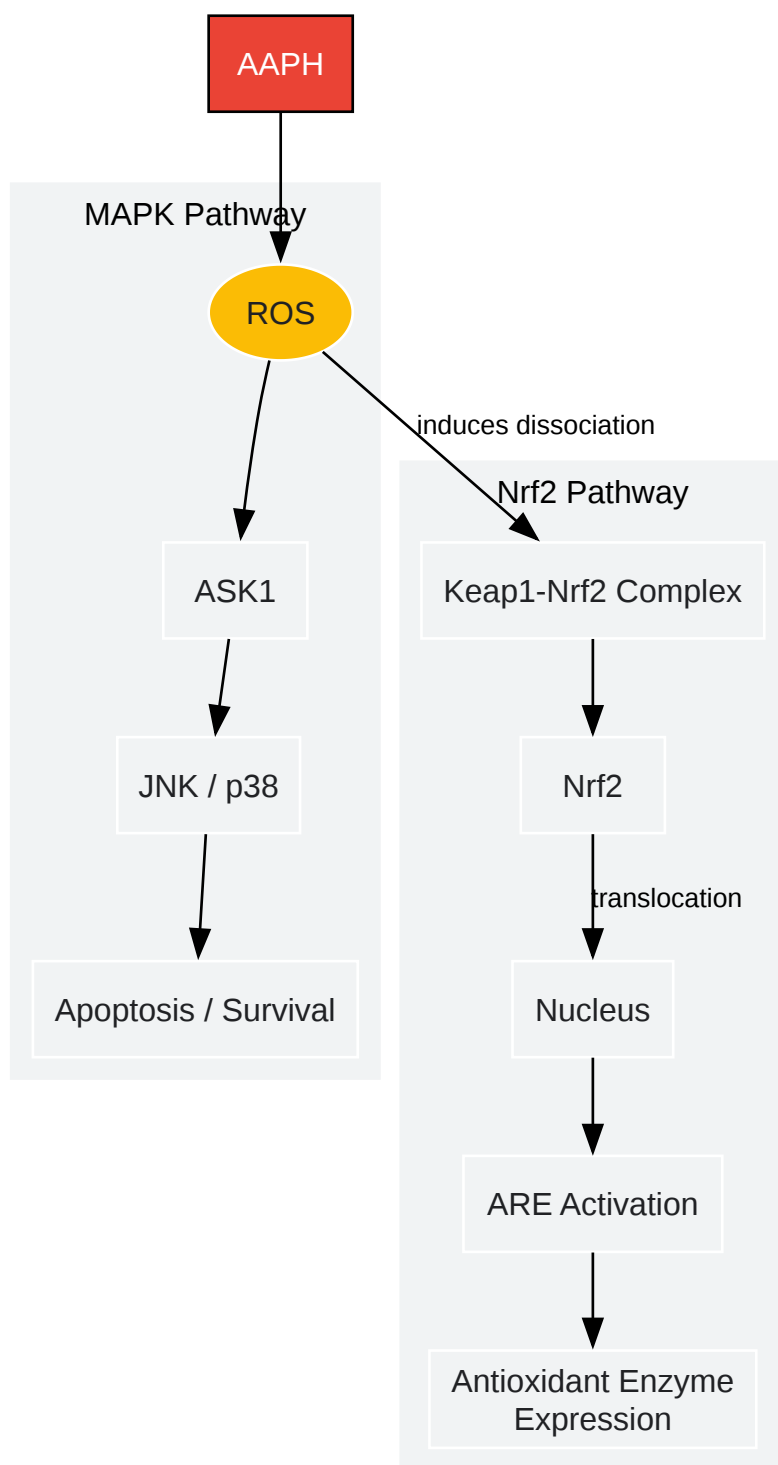 AAPH
MAPK Pathway
ROS
induces dissociation
Nrf2 Pathway
ASK1
Keap1-Nrf2 Complex
JNK / p38
Nrf2
translocation
Apoptosis / Survival
Nucleus
ARE Activation
Antioxidant Enzyme
Expression